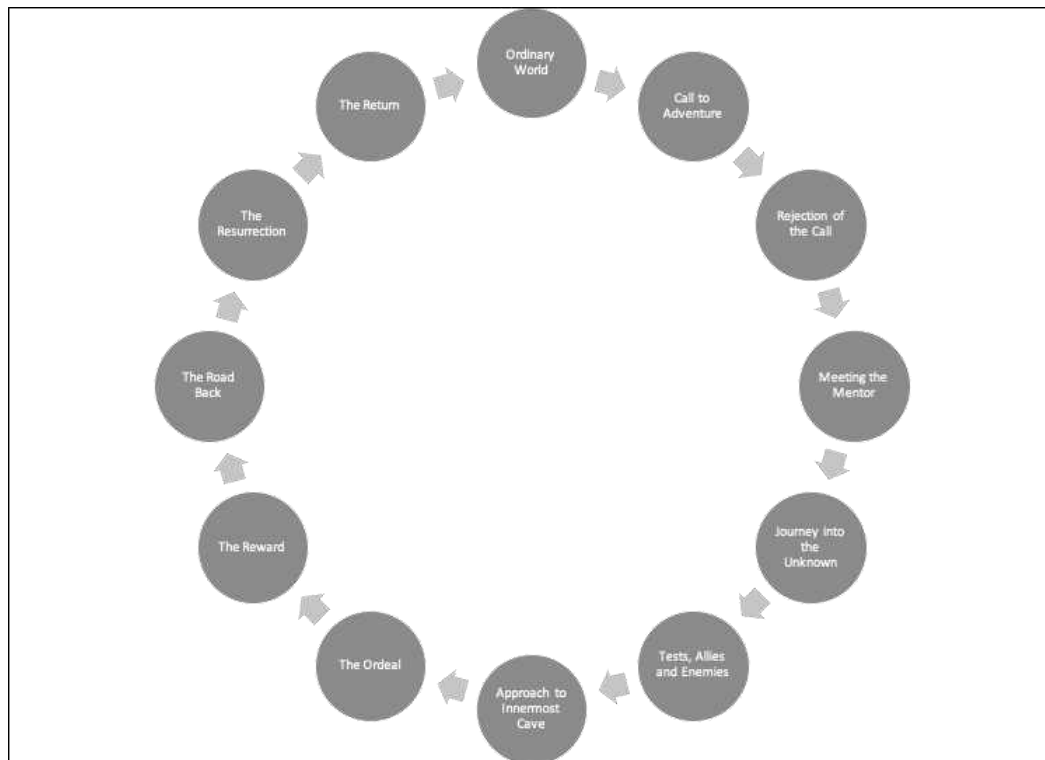 Ordinary
World
Call to
Adventure
Rejection of
the Call
Meeting the
Mentor
Journey into
the
Unknown
Tests, Allies
and Enemies
Approach to
Innermost
Cave
The Ordeal
The Reward
The Road
Back
The
Resurrection
The Return